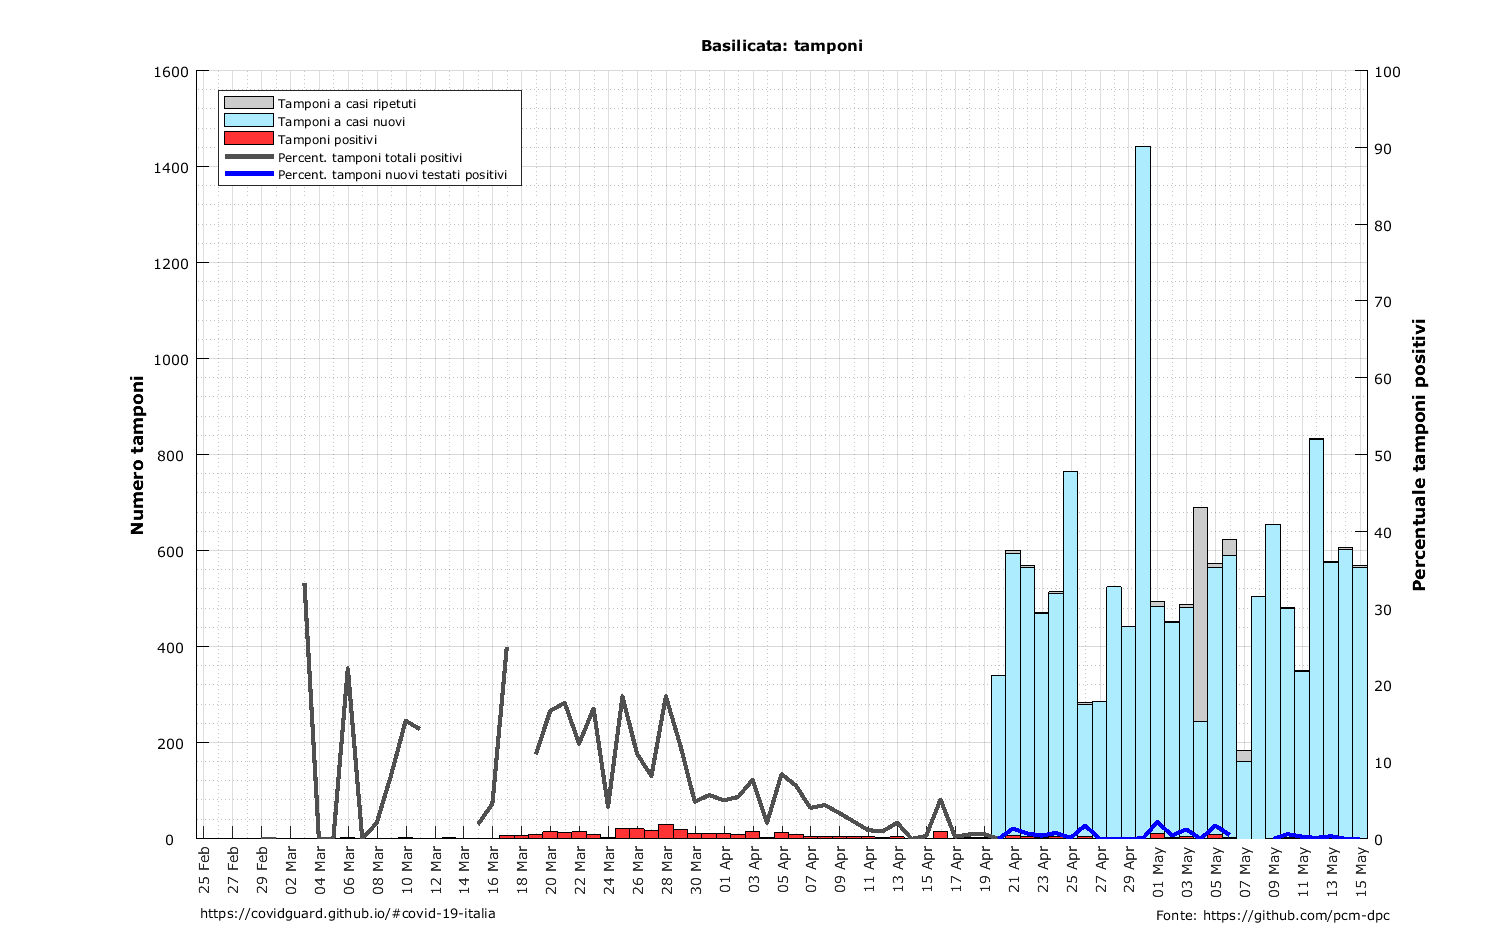 Basilicata: tamponi
Numero tamponi
1600
1400
1200
1000
800
600
400
200
0
Tamponi a casi ripetuti
Tamponi a casi nuovi
Tamponi positivi
Percent. tamponi totali positivi
Percent. tamponi nuovi testati positivi
100
90
80
70
60
50
40
30
20
10
0
Percentuale tamponi positivi
25 Feb
27 Feb
29 Feb
02 Mar
04 Mar
06 Mar
08 Mar
10 Mar
12 Mar
14 Mar
16 Mar
18 Mar
20 Mar
22 Mar
24 Mar
26 Mar
28 Mar
30 Mar
01 Apr
03 Apr
05 Apr
07 Apr
09 Apr
11 Apr
13 Apr
15 Apr
17 Apr
19 Apr
21 Apr
23 Apr
25 Apr
27 Apr
29 Apr
01 May
03 May
05 May
07 May
09 May
11 May
13 May
15 May
https://covidguard.github.io/#covid-19-italia
Fonte: https://github.com/pcm-dpc